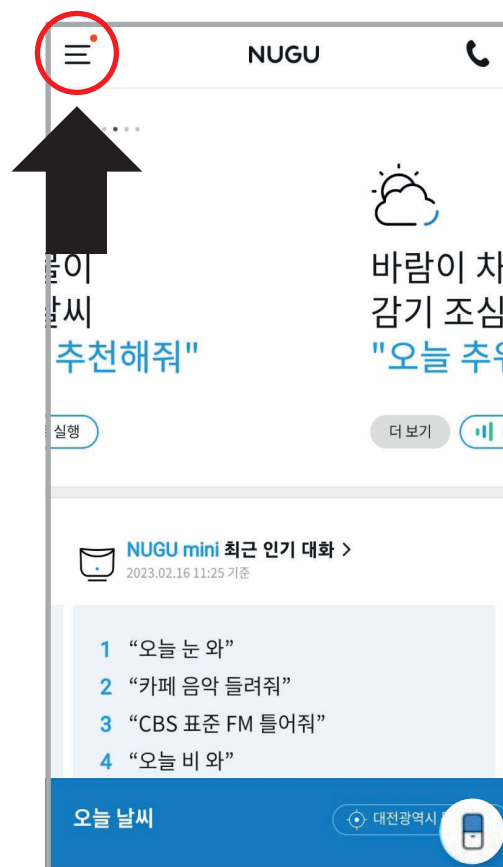 NUGU
바람이
감기 조심
추천해줘"
"오늘
실행
더 보기
NUGU mini 최근 인기 대화 >
2023.02.16 11:25 기준
1 “오늘 눈 와”
2 “카페 음악 들려줘”
3 “CBS 표준 FM 틀어줘”
4 “오늘 비 와”
오늘 날씨
대전광역시